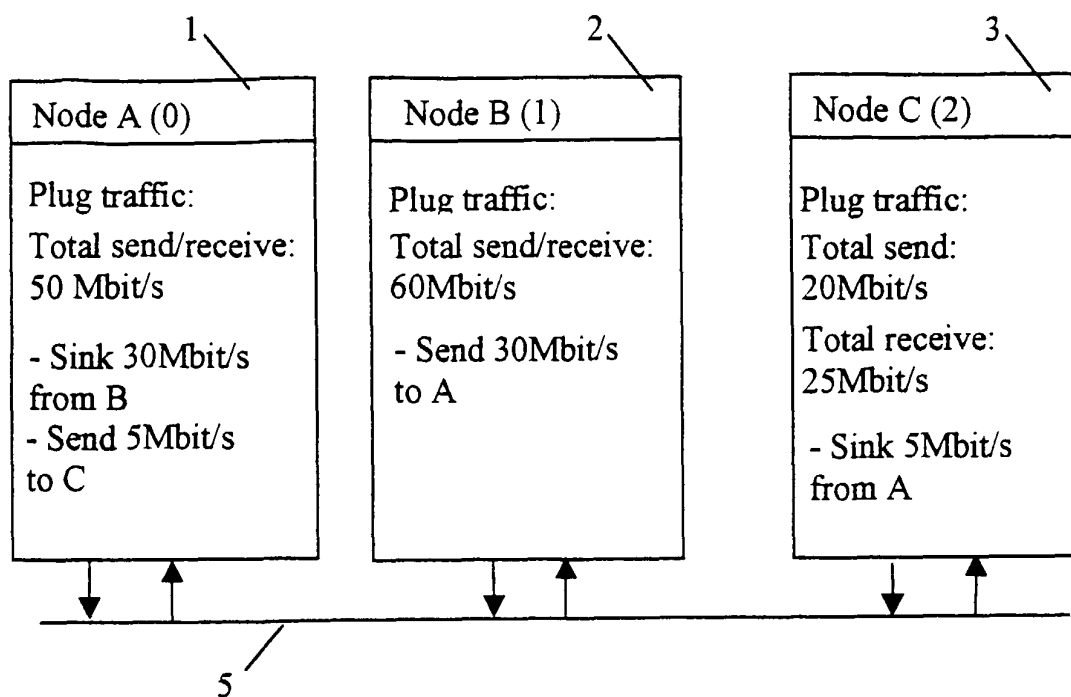 1
2
3
Node A (0)
Plug traffic:
Total send/receive:
50 Mbit/s
- Sink 30Mbit/s
from B
- Send 5Mbit/s
to C
Node B (1)
Plug traffic:
Total send/receive:
60Mbit/s
- Send 30Mbit/s
to A
Node C (2)
Plug traffic:
Total send:
20Mbit/s
Total receive:
25Mbit/s
- Sink 5Mbit/s
from A
5